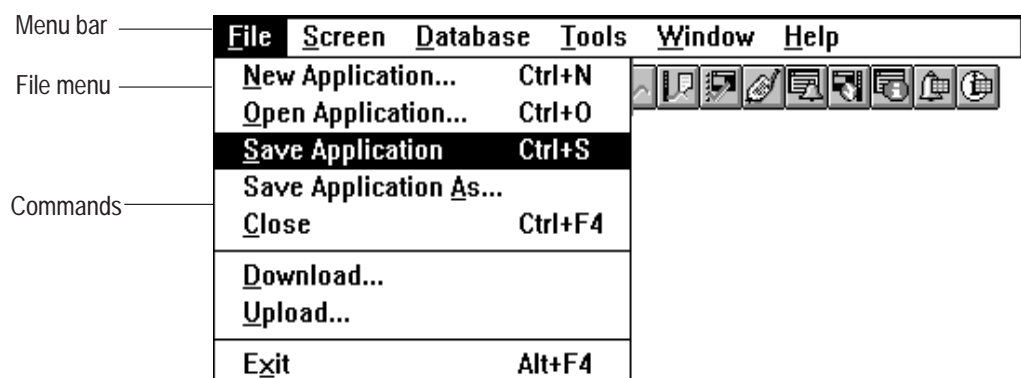 Menu bar
File Screen Database Tools Window Help
File menu
New Application... Ctrl+N
Open Application... Ctrl+O
Save Application Ctrl+S
Save Application As...
Commands
Close Ctrl+F4
Download...
Upload...
Exit Alt+F4